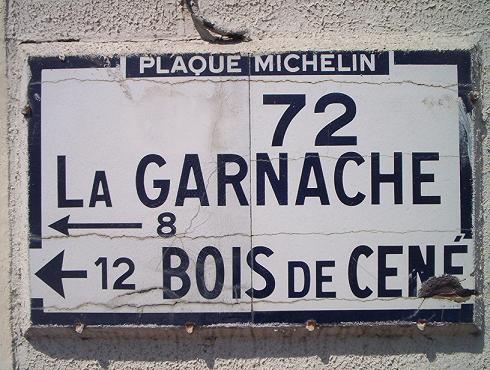 PLAQUE MICHELIN
72
LA GARNACHE
8
12 BOIS DE CENÉ